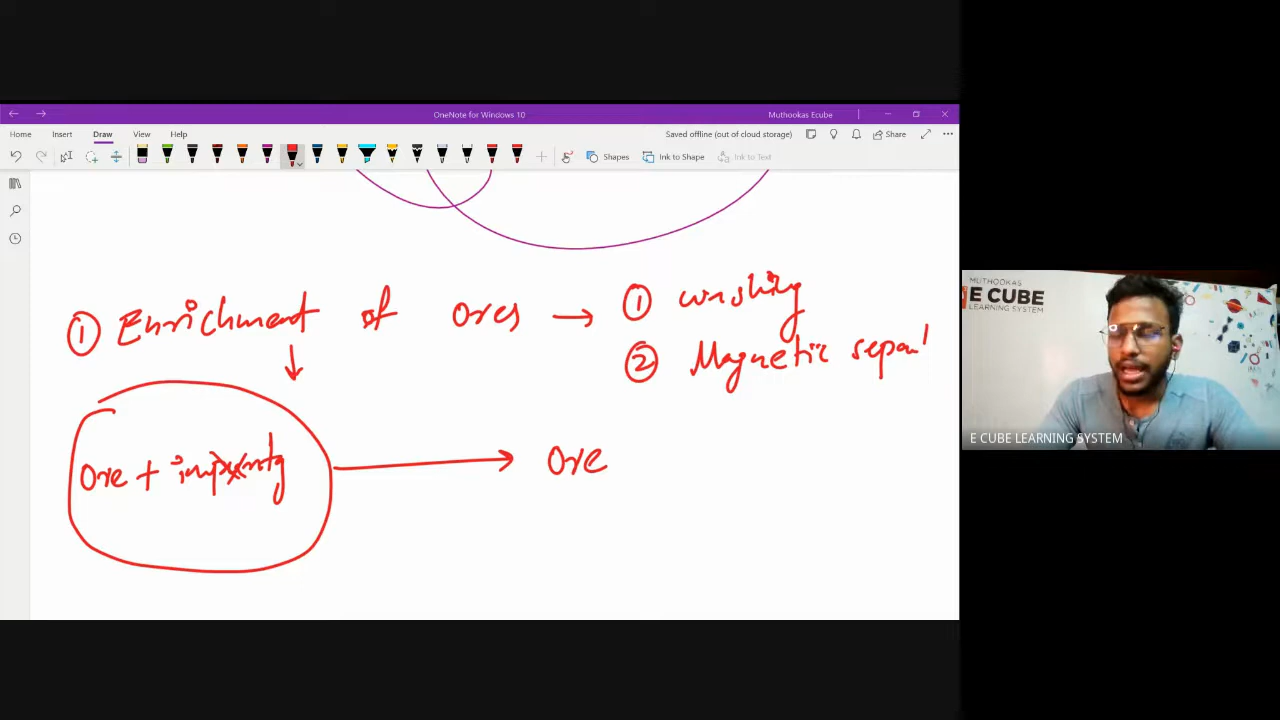 OneNote for Windows 10
Muthookas Ecube
Home Insert Draw View Help
Saved offline (out of cloud storage)
Share
Shapes
Ink to Shape
Ink to Text
① Enrichment of ores → ① washing
② Magnetic separ
Ore + impurity → Ore
MUTHOOKAS
E CUBE
LEARNING SYSTEM
E CUBE LEARNING SYSTEM